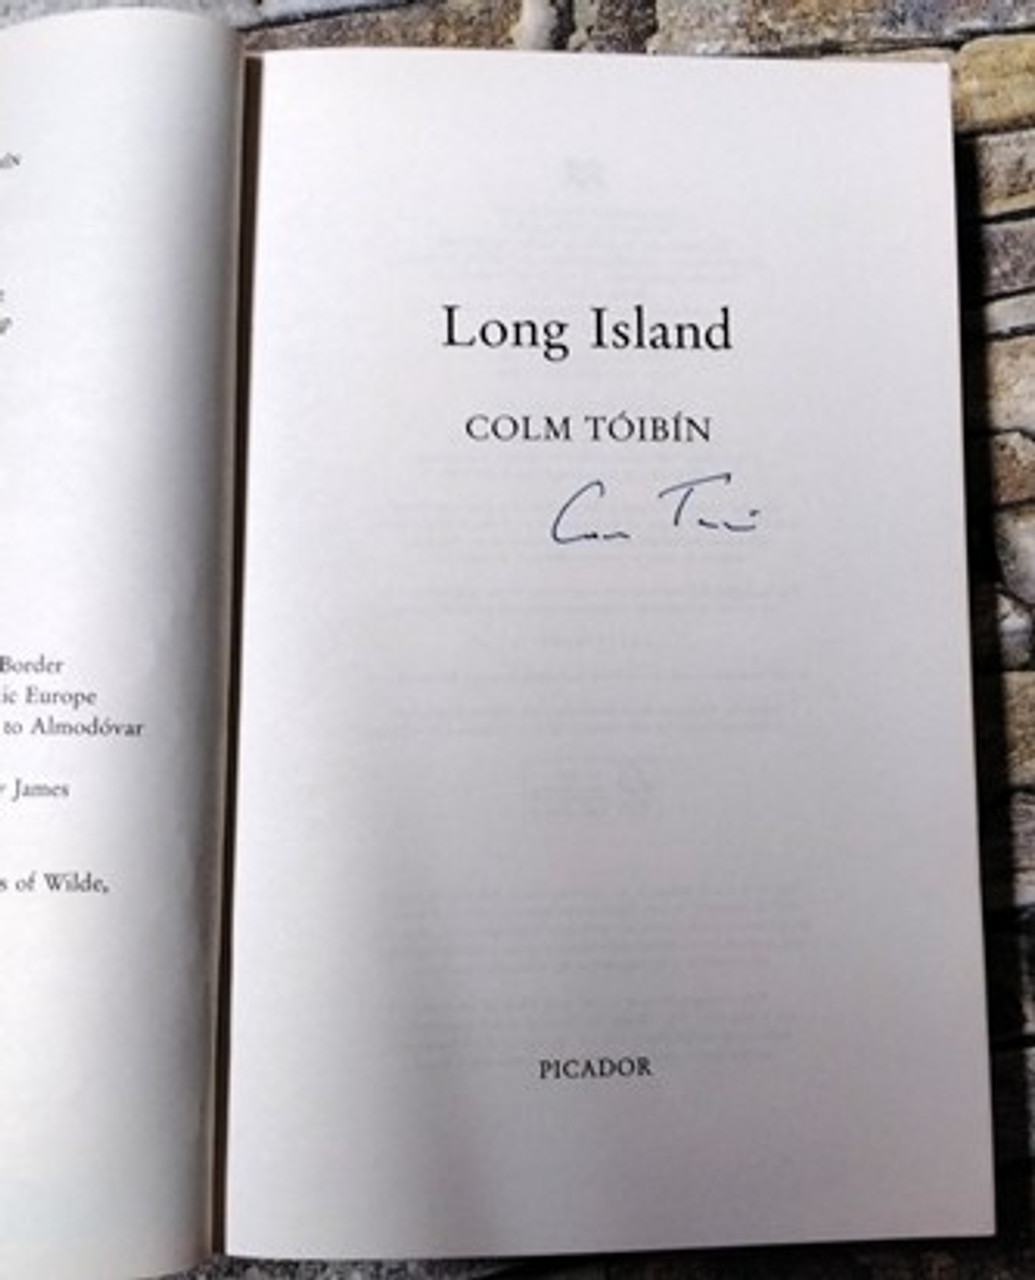 Border
ic Europe
to Almodóvar
James
s of Wilde,
Long Island
COLM TÓIBÍN
PICADOR